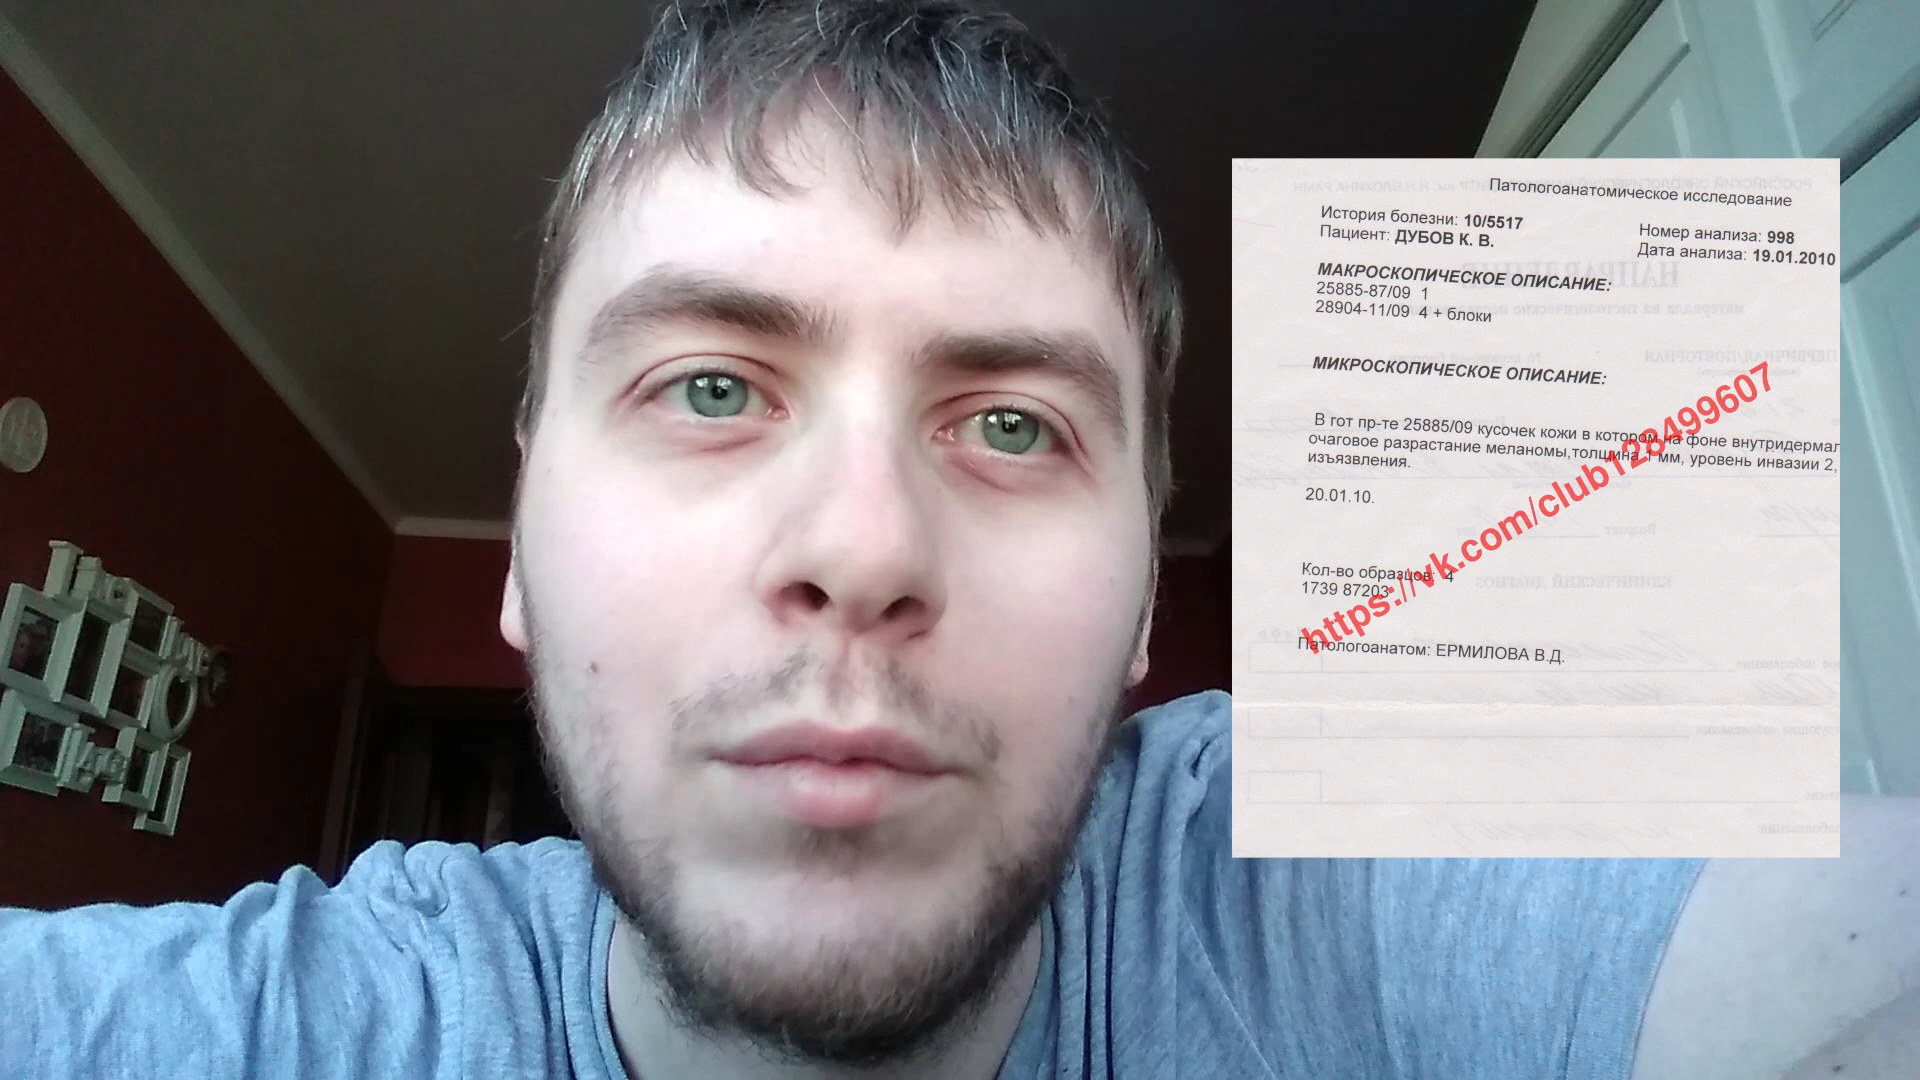 Патологоанатомическое исследование
История болезни: 10/5517
Пациент: ДУБОВ К. В.
Номер анализа: 998
Дата анализа: 19.01.2010
МАКРОСКОПИЧЕСКОЕ ОПИСАНИЕ:
25885-87/09 1
28904-11/09 4 + блоки
МИКРОСКОПИЧЕСКОЕ ОПИСАНИЕ:
В гот пр-те 25885/09 кусочек кожи в котором на фоне внутридермал
очаговое разрастание меланомы,толщина 1 мм, уровень инвазии 2,
изъязвления.
20.01.10.
Кол-во образцов: 4
1739 87203
Патологоанатом: ЕРМИЛОВА В.Д.
https://vk.com/club128499607